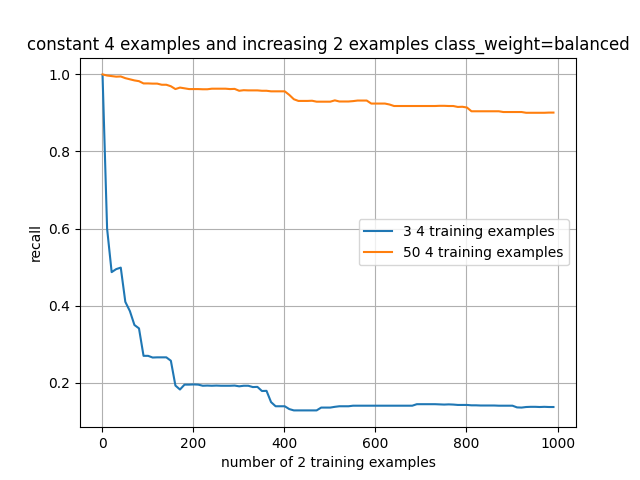 constant 4 examples and increasing 2 examples class_weight=balanced
1.0
0.8
0.6
0.4
0.2
recall
3 4 training examples
50 4 training examples
0
200
400
600
800
1000
number of 2 training examples